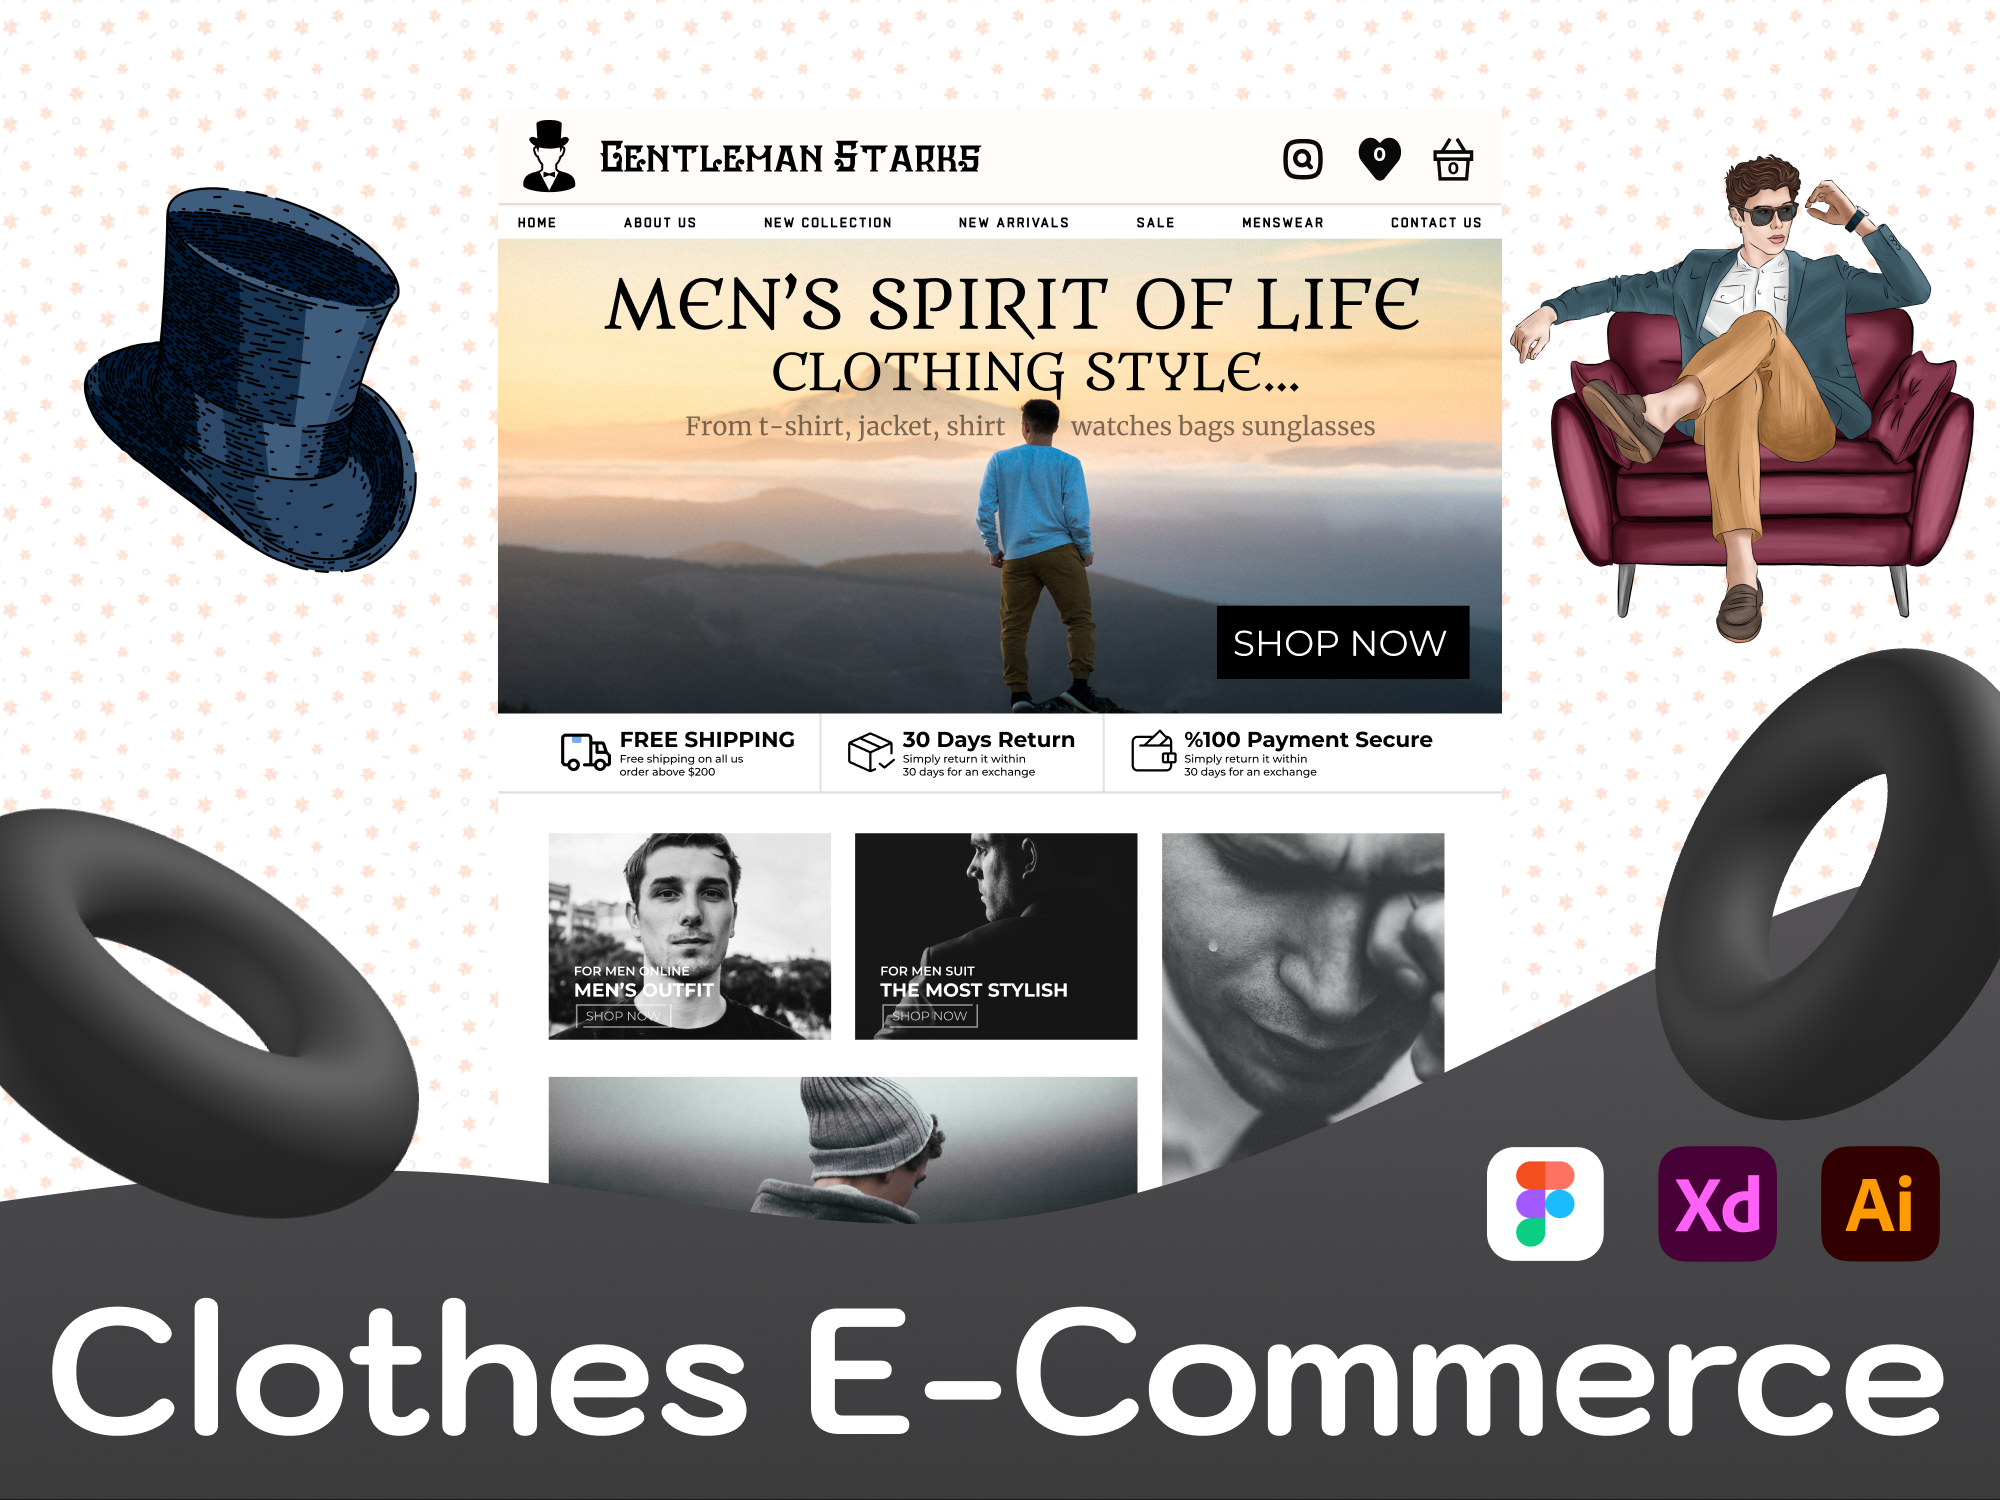 GENTLEMAN STARKS
0
0
HOME ABOUT US NEW COLLECTION NEW ARRIVALS SALE MENSWEAR CONTACT US
MEN'S SPIRIT OF LIFE
CLOTHING STYLE...
From t-shirt, jacket, shirt watches bags sunglasses
SHOP NOW
FREE SHIPPING
Free shipping on all us
order above $200
30 Days Return
Simply return it within
30 days for an exchange
%100 Payment Secure
Simply return it within
30 days for an exchange
FOR MEN ONLINE
MEN'S OUTFIT
SHOP NOW
FOR MEN SUIT
THE MOST STYLISH
SHOP NOW
Xd
Ai
Clothes E-Commerce